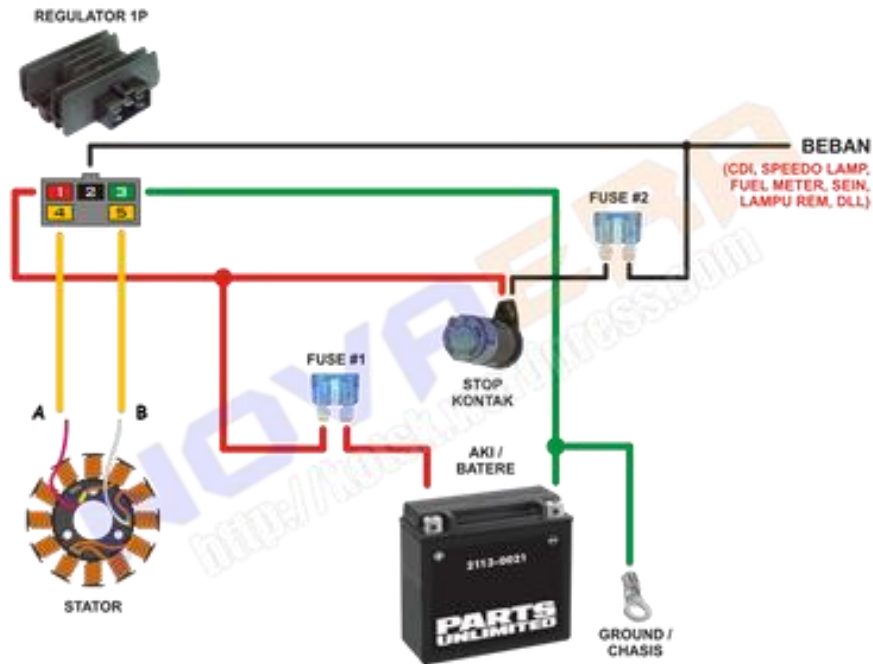 REGULATOR 1P
BEBAN
(CDI, SPEEDO LAMP,
FUEL METER, SEIN,
LAMPU REM, DLL)
1 2 3
4 5
FUSE #2
FUSE #1
STOP
KONTAK
A B
AKI /
BATERE
2113-0021
PARTS
UNLIMITED
STATOR
GROUND /
CHASIS
NOVAERA